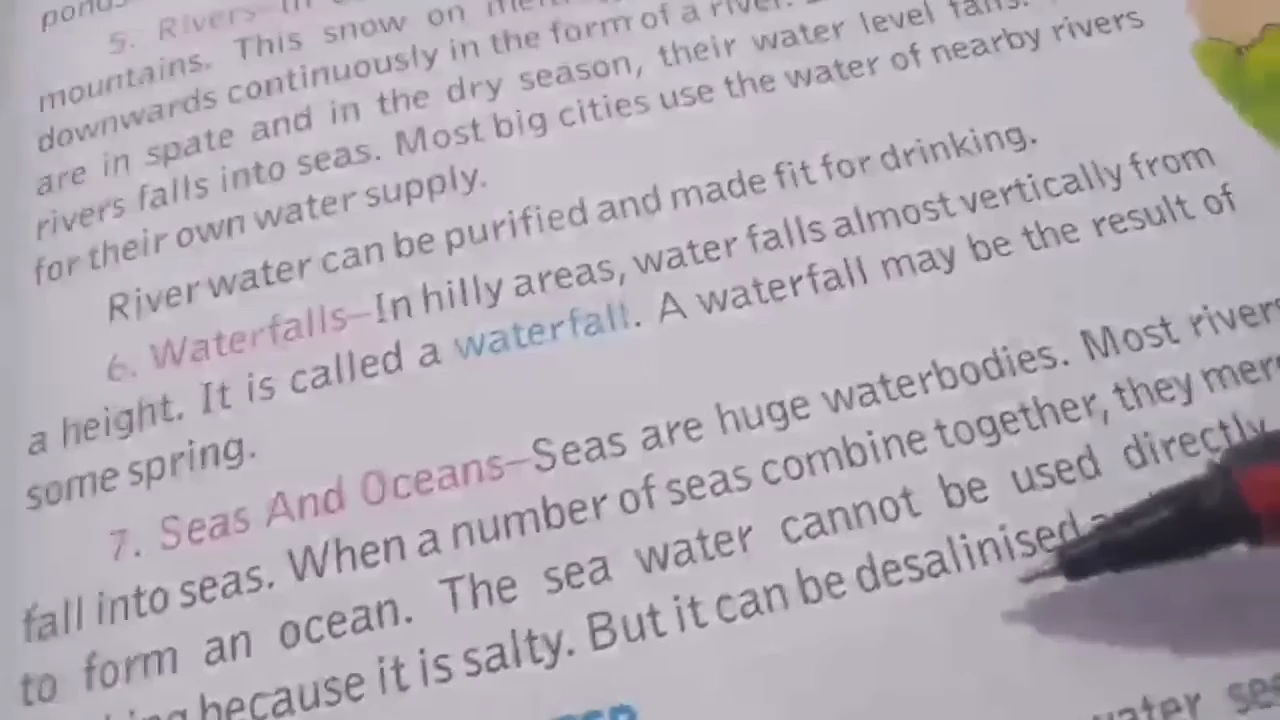 5. Rivers–In
mountains. This snow on
downwards continuously in the form of a river.
are in spate and in the dry season, their water level falls.
rivers falls into seas. Most big cities use the water of nearby rivers
for their own water supply.
River water can be purified and made fit for drinking.
6. Waterfalls–In hilly areas, water falls almost vertically from
a height. It is called a waterfall. A waterfall may be the result of
some spring.
7. Seas And Oceans–Seas are huge waterbodies. Most river
fall into seas. When a number of seas combine together, they mer
to form an ocean. The sea water cannot be used directly
because it is salty. But it can be desalinised
water